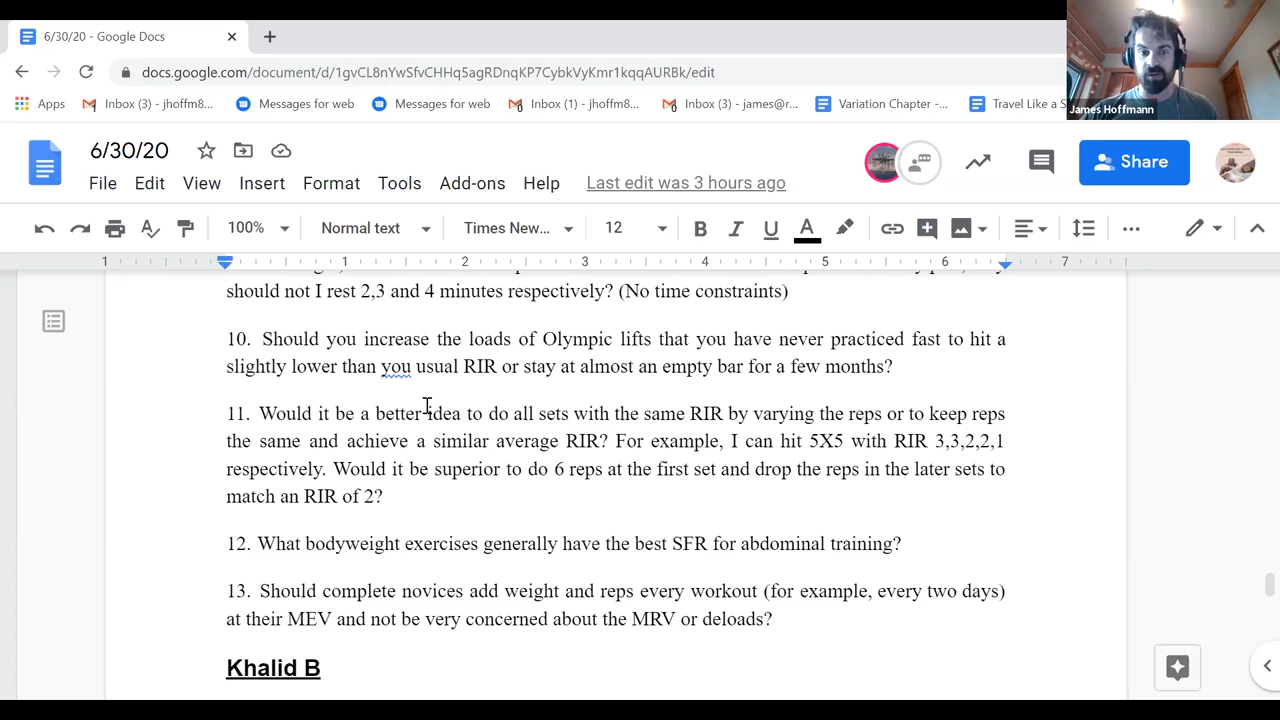 6/30/20 - Google Docs
docs.google.com/document/d/1gvCL8nYwSfvCHHq5agRDnqKP7CybkVyKmr1kqqAURBk/edit
Apps Inbox (3) - jhoffm8... Messages for web Messages for web Inbox (1) - jhoffm8... Inbox (3) - james@r... Variation Chapter -... Travel Like a S
James Hoffmann
6/30/20
Share
File Edit View Insert Format Tools Add-ons Help Last edit was 3 hours ago
100% Normal text Times New... 12 B I U A
1 1 2 3 4 5 6 7
should not I rest 2,3 and 4 minutes respectively? (No time constraints)
10. Should you increase the loads of Olympic lifts that you have never practiced fast to hit a
slightly lower than you usual RIR or stay at almost an empty bar for a few months?
11. Would it be a better idea to do all sets with the same RIR by varying the reps or to keep reps
the same and achieve a similar average RIR? For example, I can hit 5X5 with RIR 3,3,2,2,1
respectively. Would it be superior to do 6 reps at the first set and drop the reps in the later sets to
match an RIR of 2?
12. What bodyweight exercises generally have the best SFR for abdominal training?
13. Should complete novices add weight and reps every workout (for example, every two days)
at their MEV and not be very concerned about the MRV or deloads?
Khalid B